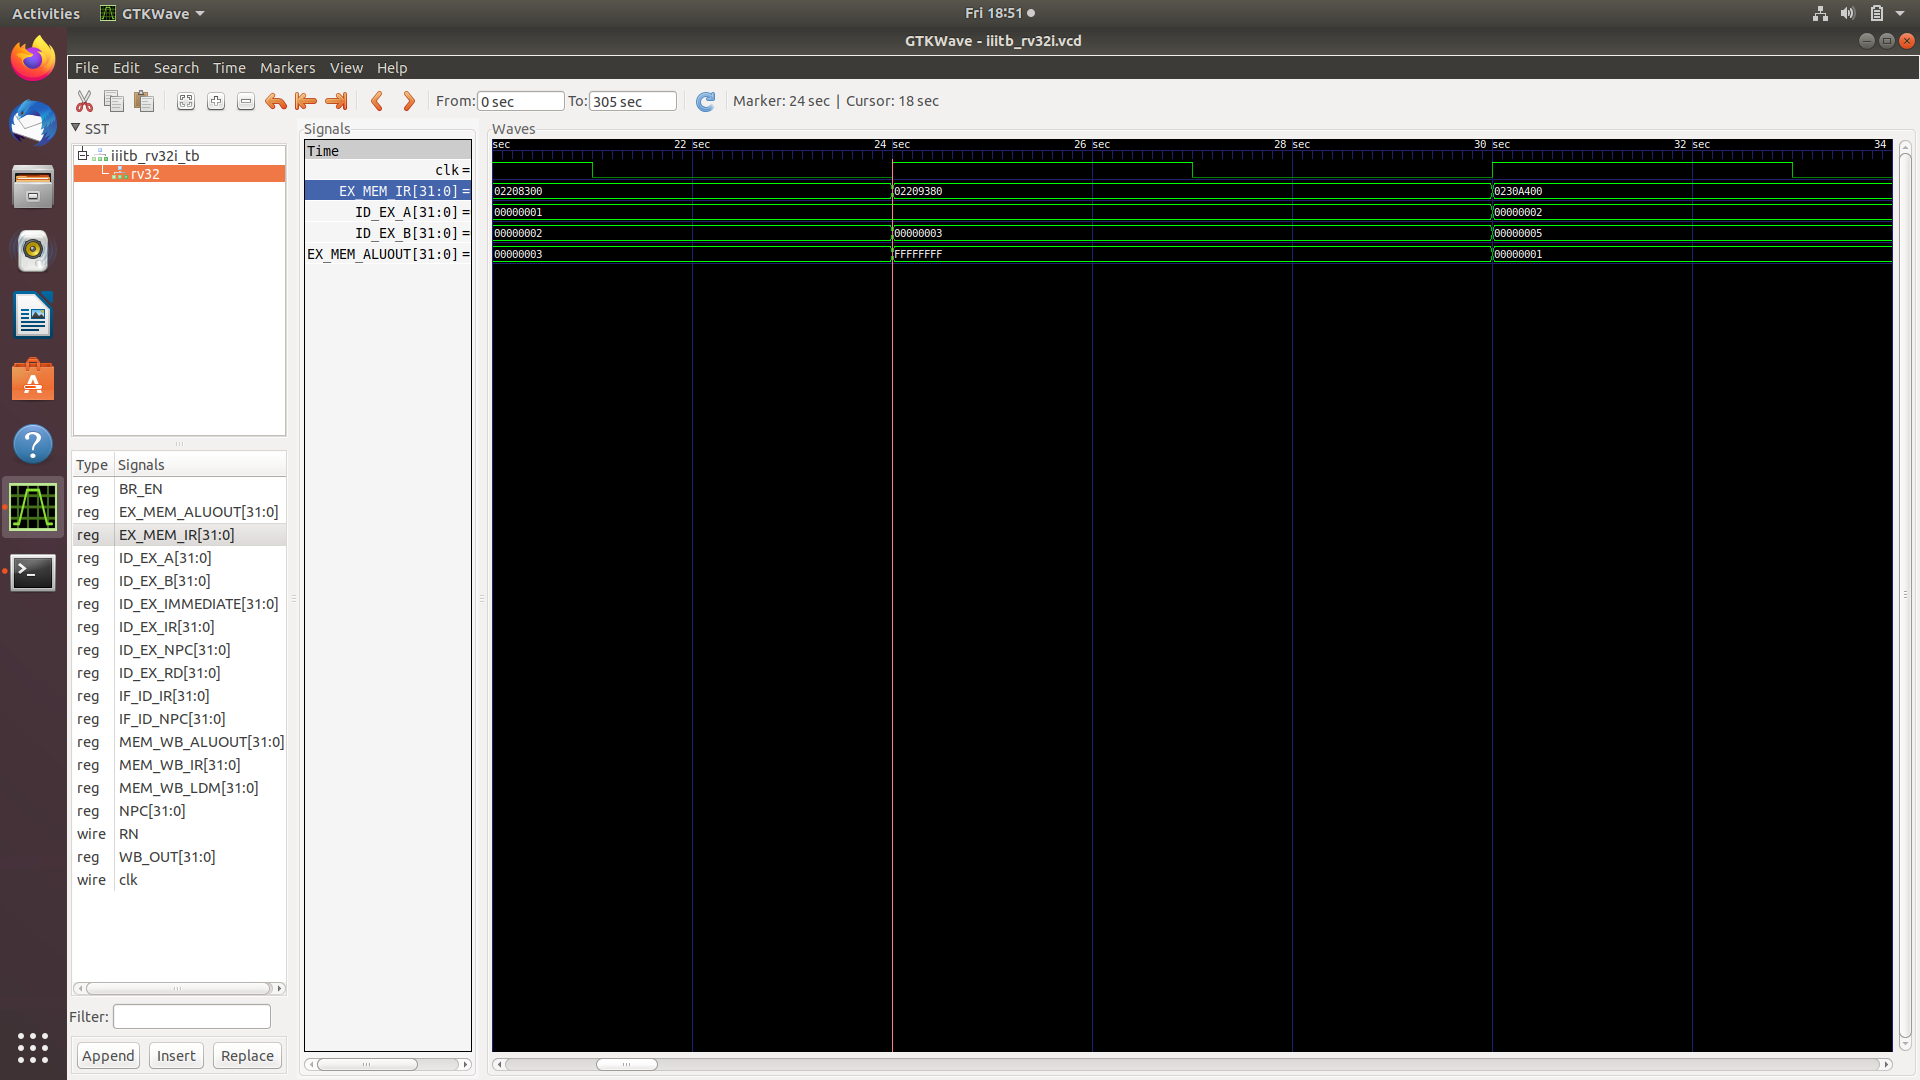 Activities GTKWave Fri 18:51
GTKWave - iiitb_rv32i.vcd
File Edit Search Time Markers View Help
From: 0 sec To: 305 sec Marker: 24 sec | Cursor: 18 sec
SST
iiitb_rv32i_tb
rv32
Type Signals
reg BR_EN
reg EX_MEM_ALUOUT[31:0]
reg EX_MEM_IR[31:0]
reg ID_EX_A[31:0]
reg ID_EX_B[31:0]
reg ID_EX_IMMEDIATE[31:0]
reg ID_EX_IR[31:0]
reg ID_EX_NPC[31:0]
reg ID_EX_RD[31:0]
reg IF_ID_IR[31:0]
reg IF_ID_NPC[31:0]
reg MEM_WB_ALUOUT[31:0]
reg MEM_WB_IR[31:0]
reg MEM_WB_LDM[31:0]
reg NPC[31:0]
wire RN
reg WB_OUT[31:0]
wire clk
Filter:
Append Insert Replace
Signals
Time
clk =
EX_MEM_IR[31:0] =
ID_EX_A[31:0] =
ID_EX_B[31:0] =
EX_MEM_ALUOUT[31:0] =
Waves
sec 22 sec 24 sec 26 sec 28 sec 30 sec 32 sec 34
02208300 02209380 0230A400
00000001 00000002
00000002 00000003 00000005
00000003 FFFFFFFF 00000001